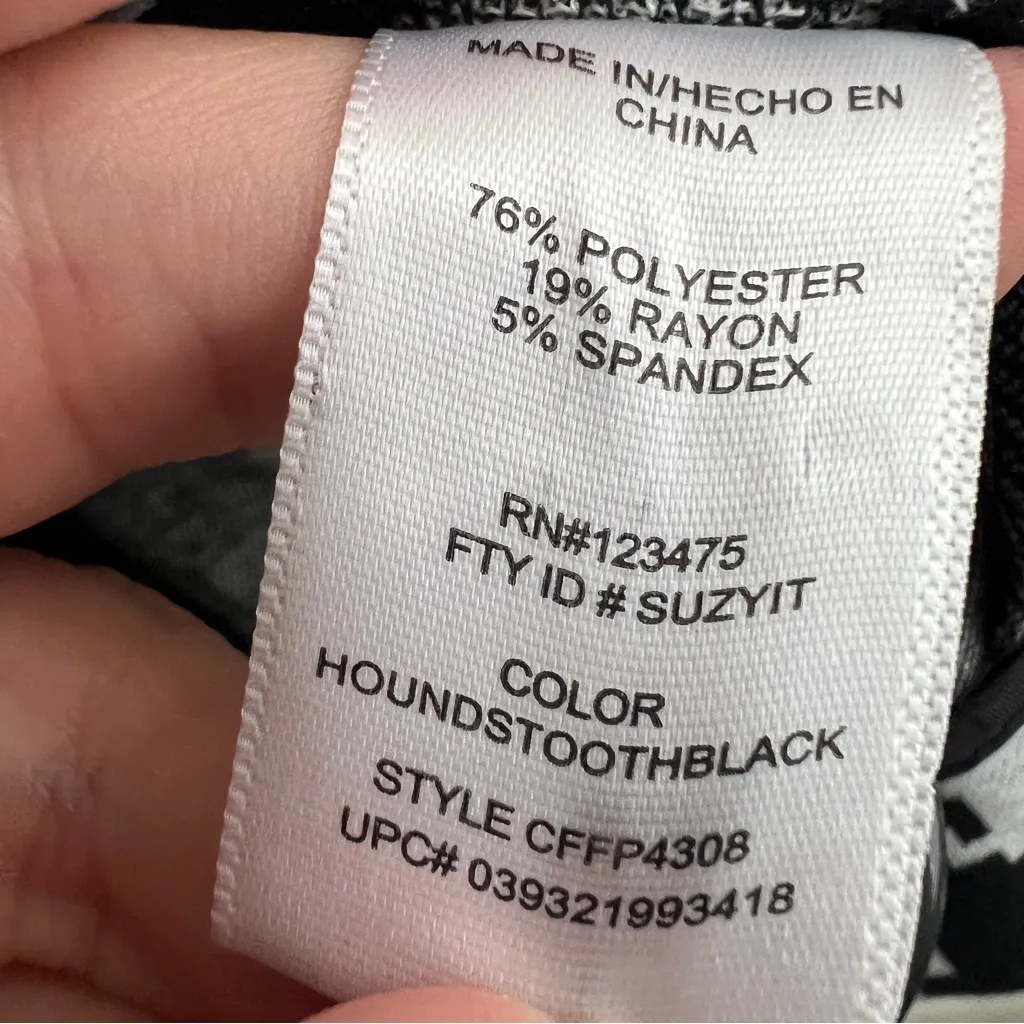 MADE IN/HECHO EN
CHINA
76% POLYESTER
19% RAYON
5% SPANDEX
RN#123475
FTY ID # SUZYIT
COLOR
HOUNDSTOOTHBLACK
STYLE CFFP4308
UPC# 039321993418